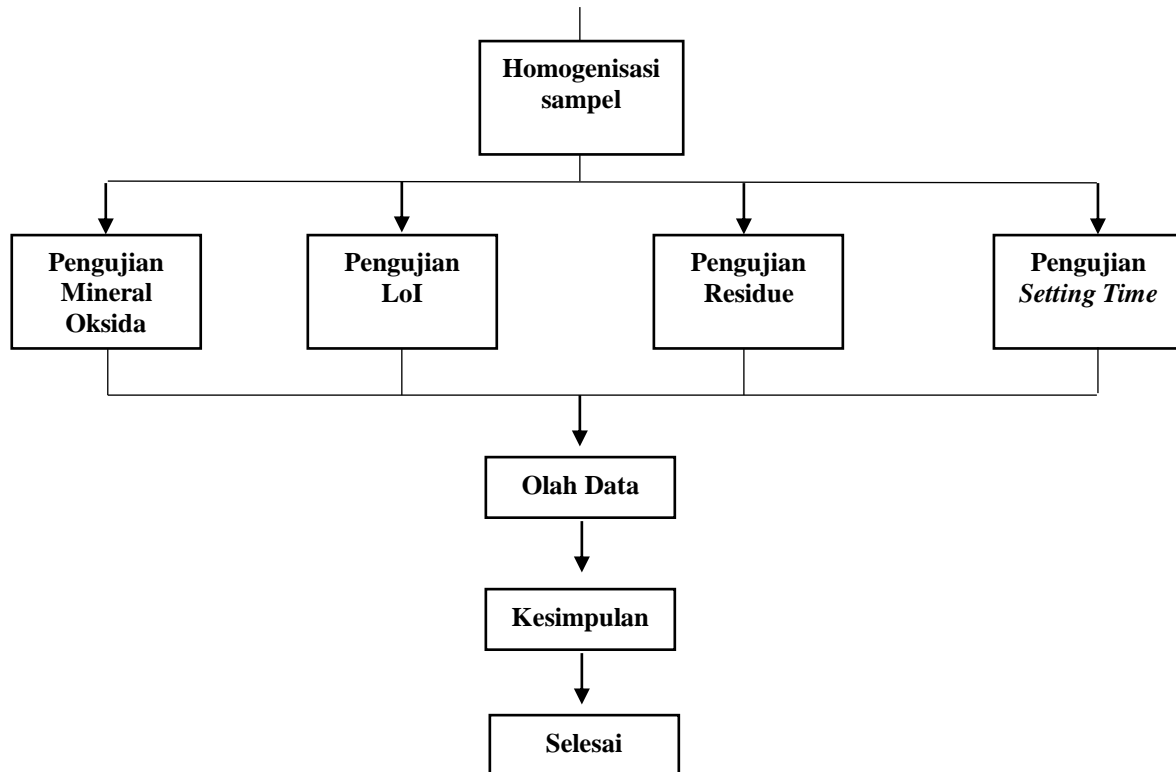 Homogenisasi
sampel
Pengujian
Mineral
Oksida
Pengujian
LoI
Pengujian
Residue
Pengujian
Setting Time
Olah Data
Kesimpulan
Selesai